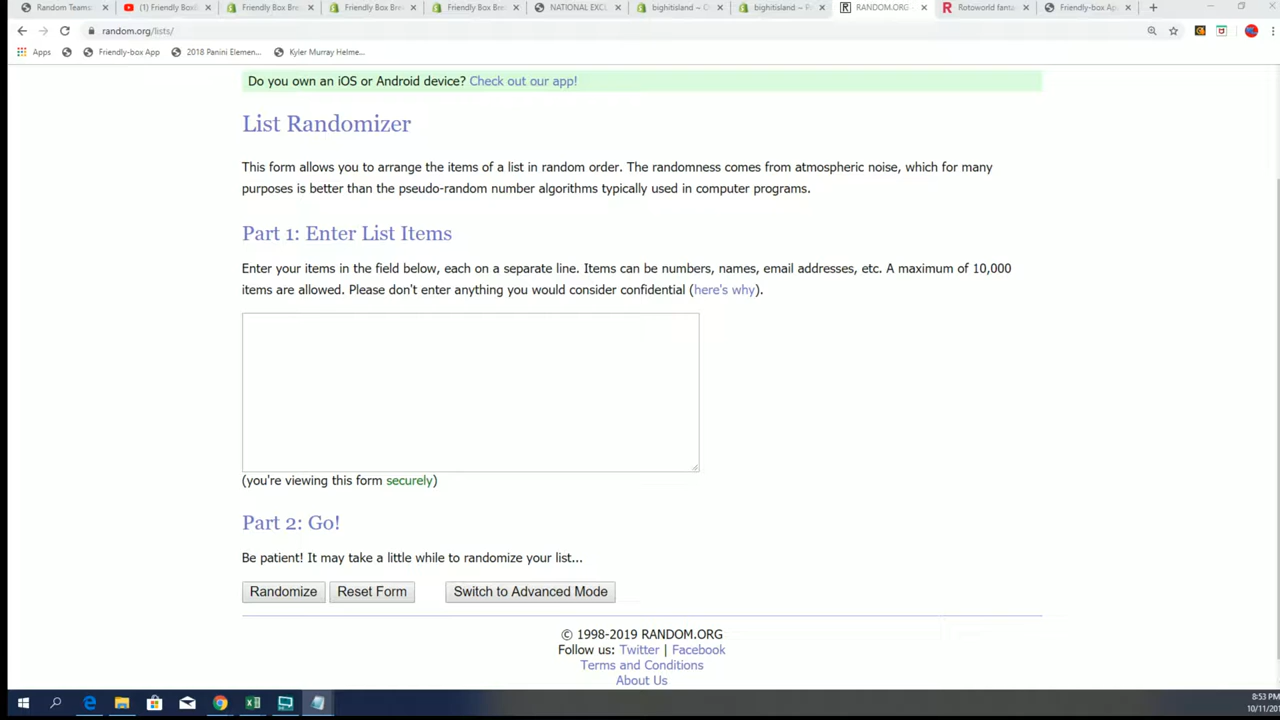 Random Teams
(1) Friendly Box
Friendly Box Bre
Friendly Box Bre
Friendly Box Bre
NATIONAL EXCL
bighitisland ~ O
bighitisland ~ P
RANDOM.ORG
Rotoworld fanta
Friendly-box Ap
random.org/lists/
Apps
Friendly-box App
2018 Panini Elemen...
Kyler Murray Helme...
Do you own an iOS or Android device? Check out our app!
List Randomizer
This form allows you to arrange the items of a list in random order. The randomness comes from atmospheric noise, which for many
purposes is better than the pseudo-random number algorithms typically used in computer programs.
Part 1: Enter List Items
Enter your items in the field below, each on a separate line. Items can be numbers, names, email addresses, etc. A maximum of 10,000
items are allowed. Please don't enter anything you would consider confidential (here's why).
(you're viewing this form securely)
Part 2: Go!
Be patient! It may take a little while to randomize your list...
Randomize Reset Form Switch to Advanced Mode
© 1998-2019 RANDOM.ORG
Follow us: Twitter | Facebook
Terms and Conditions
About Us
8:53 PM
10/11/201